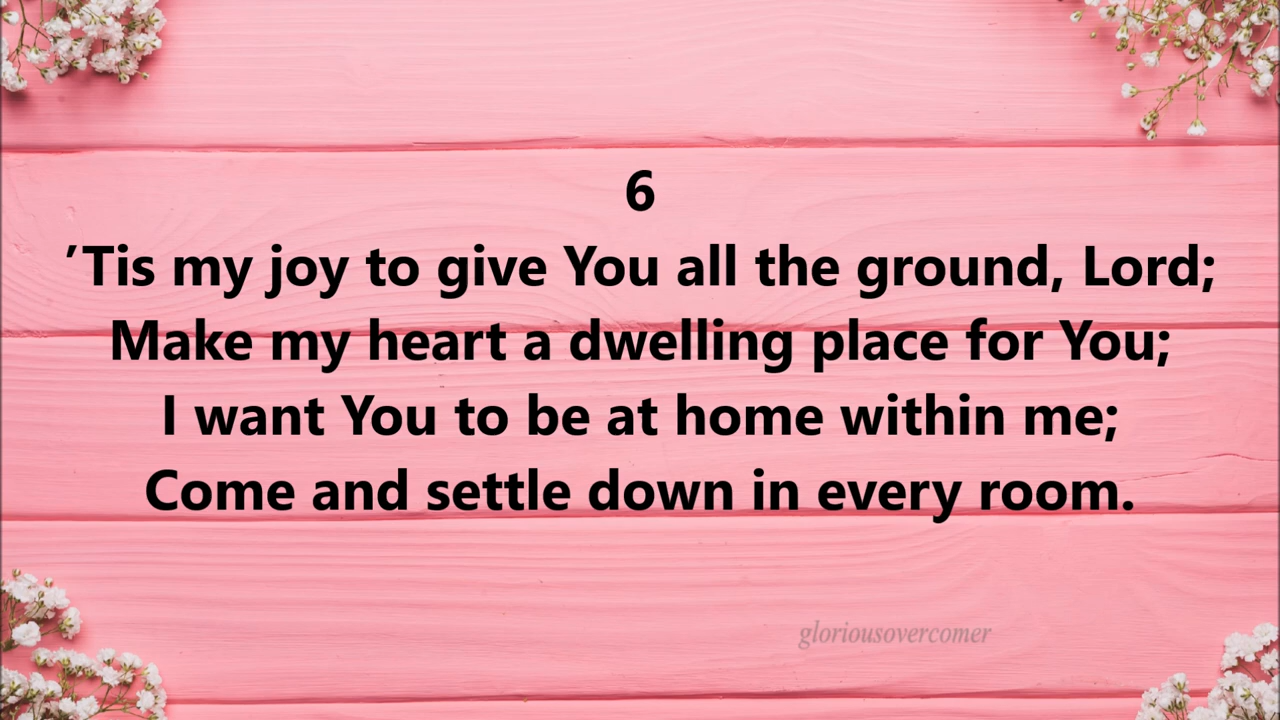 6
′Tis my joy to give You all the ground, Lord;
Make my heart a dwelling place for You;
I want You to be at home within me;
Come and settle down in every room.
gloriousovercomer